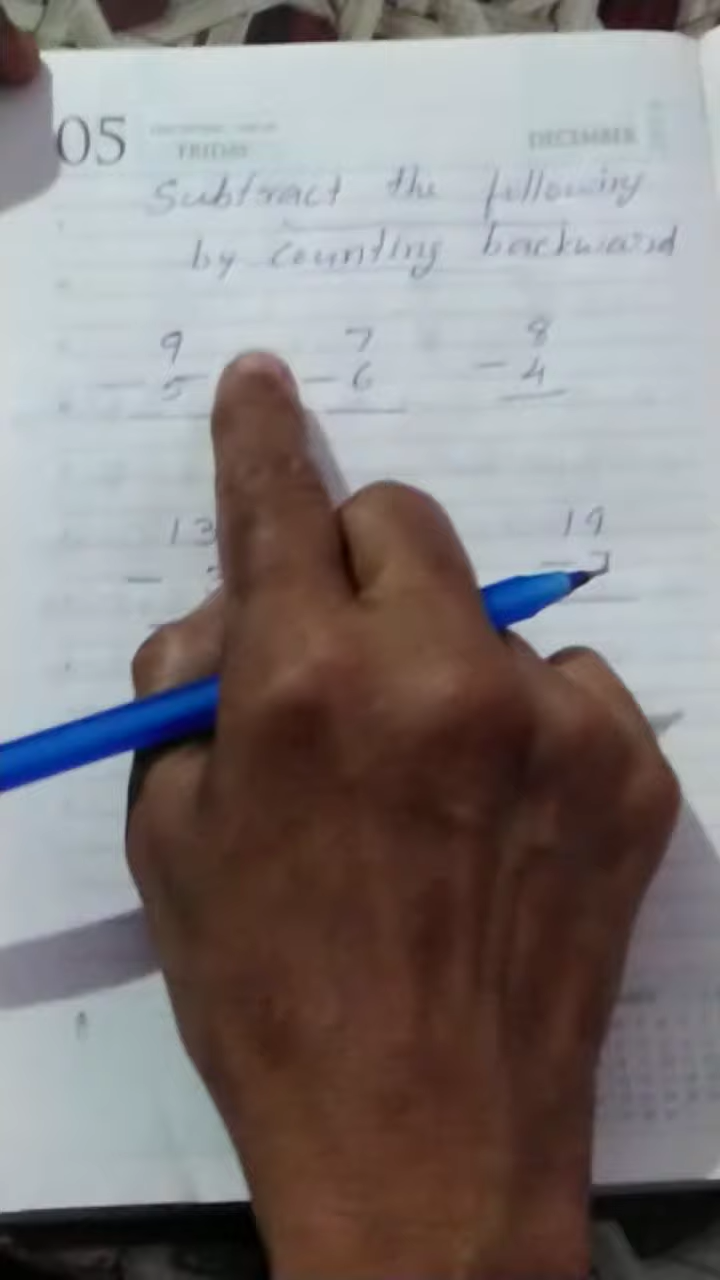 05
FRIDAY
DECEMBER
Subtract the following
by counting backward
9 7 8
- 5 - 6 - 4
13 19
- - 7